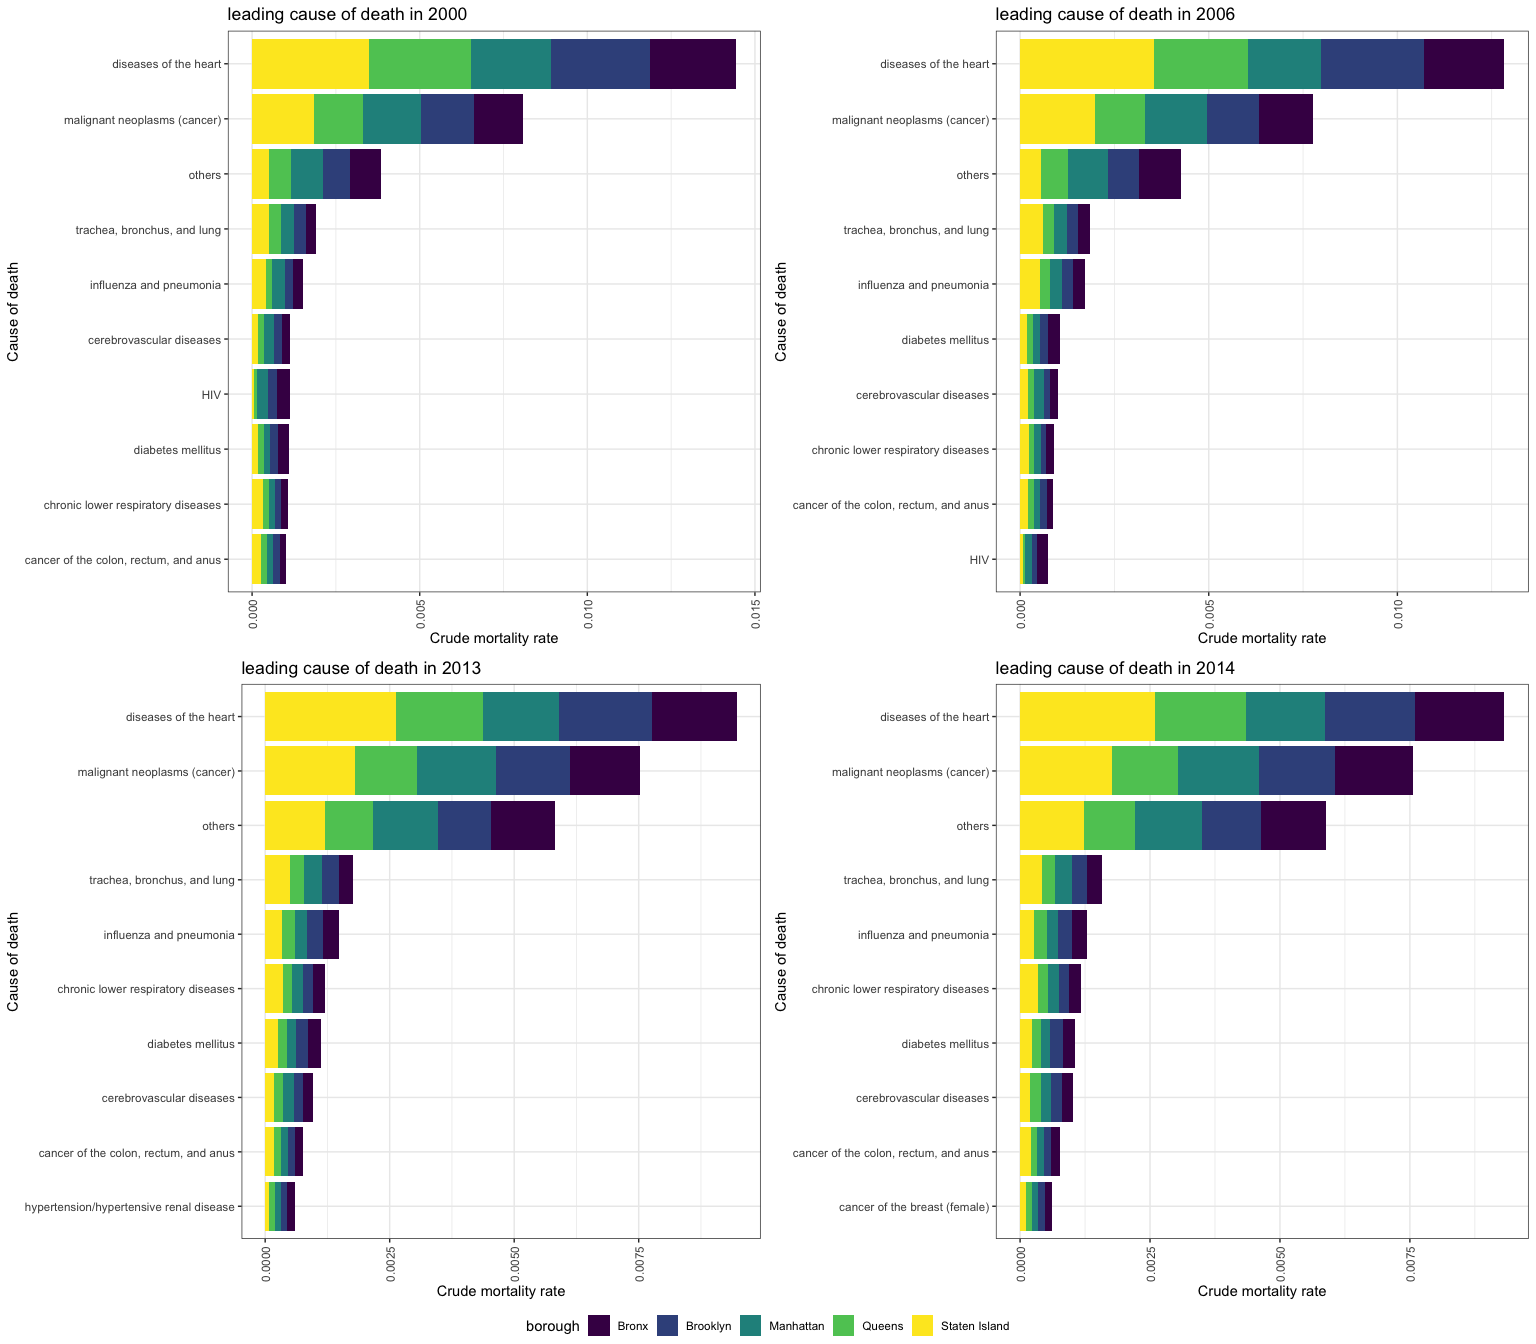 leading cause of death in 2000
Cause of death
diseases of the heart
malignant neoplasms (cancer)
others
trachea, bronchus, and lung
influenza and pneumonia
cerebrovascular diseases
HIV
diabetes mellitus
chronic lower respiratory diseases
cancer of the colon, rectum, and anus
0.000
0.005
0.010
0.015
Crude mortality rate
leading cause of death in 2006
Cause of death
diseases of the heart
malignant neoplasms (cancer)
others
trachea, bronchus, and lung
influenza and pneumonia
diabetes mellitus
cerebrovascular diseases
chronic lower respiratory diseases
cancer of the colon, rectum, and anus
HIV
0.000
0.005
0.010
Crude mortality rate
leading cause of death in 2013
Cause of death
diseases of the heart
malignant neoplasms (cancer)
others
trachea, bronchus, and lung
influenza and pneumonia
chronic lower respiratory diseases
diabetes mellitus
cerebrovascular diseases
cancer of the colon, rectum, and anus
hypertension/hypertensive renal disease
0.0000
0.0025
0.0050
0.0075
Crude mortality rate
leading cause of death in 2014
Cause of death
diseases of the heart
malignant neoplasms (cancer)
others
trachea, bronchus, and lung
influenza and pneumonia
chronic lower respiratory diseases
diabetes mellitus
cerebrovascular diseases
cancer of the colon, rectum, and anus
cancer of the breast (female)
0.0000
0.0025
0.0050
0.0075
Crude mortality rate
borough Bronx Brooklyn Manhattan Queens Staten Island